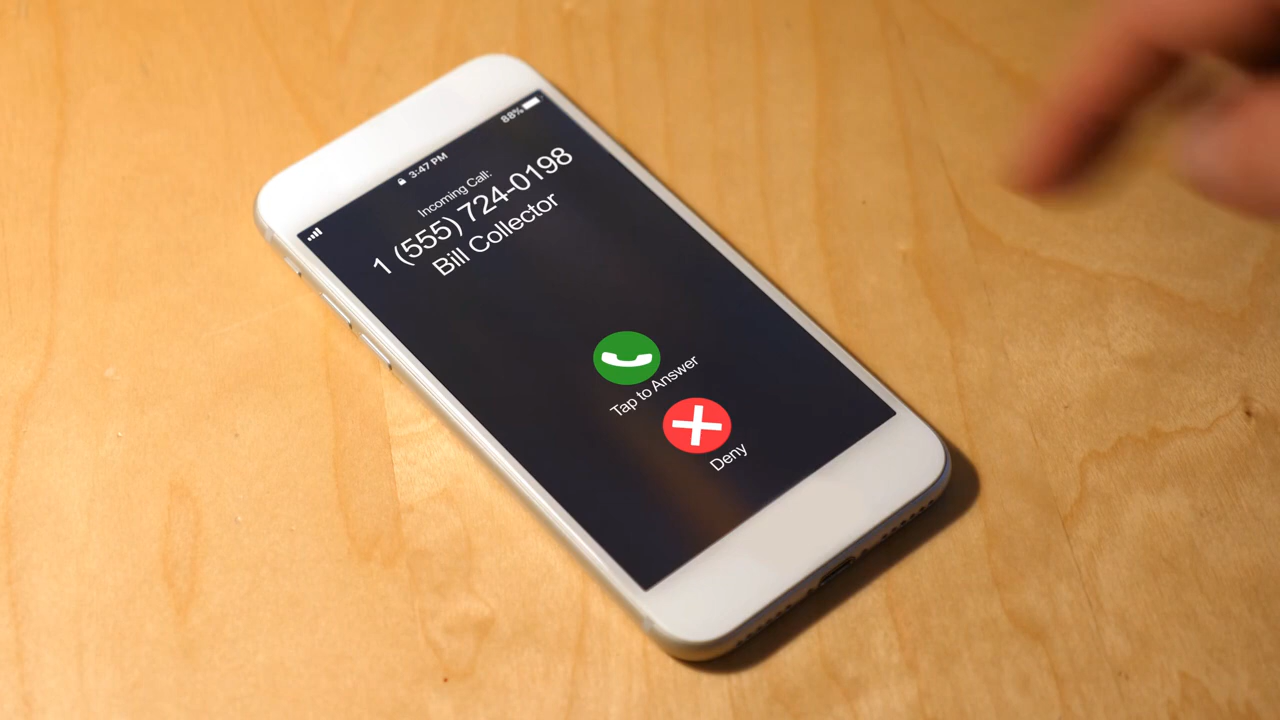 3:47 PM
88%
Incoming Call:
1 (555) 724-0198
Bill Collector
Tap to Answer
Deny